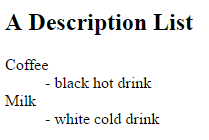 A Description List
Coffee
- black hot drink
Milk
- white cold drink